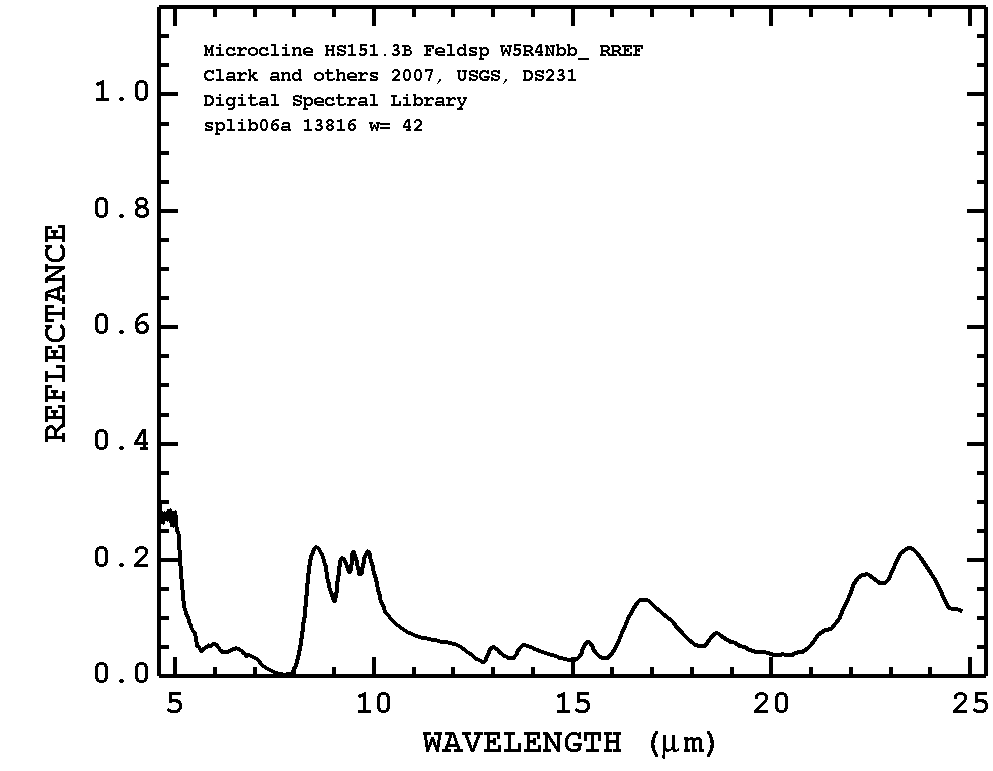 Microcline HS151.3B Feldsp W5R4Nbb_ RREF
Clark and others 2007, USGS, DS231
Digital Spectral Library
splib06a 13816 w= 42
1.0
0.8
0.6
0.4
0.2
0.0
REFLECTANCE
5 10 15 20 25
WAVELENGTH (μm)